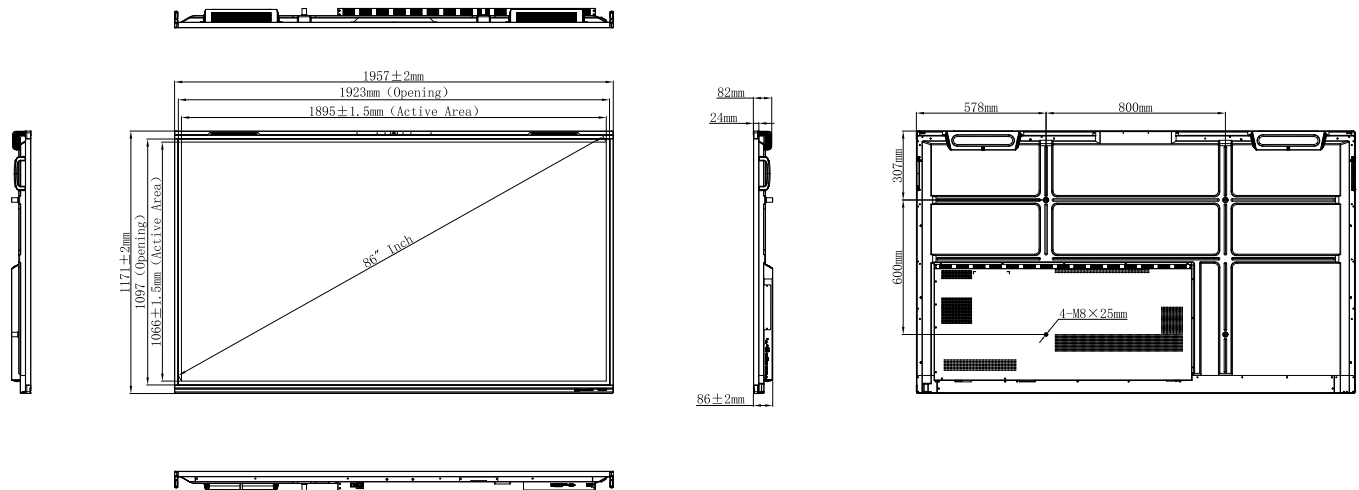 1957±2mm
1923mm (Opening)
1895±1.5mm (Active Area)
1171±2mm
1097 (Opening)
1066±1.5mm (Active Area)
86″ Inch
82mm
24mm
86±2mm
578mm
800mm
307mm
600mm
4-M8×25mm